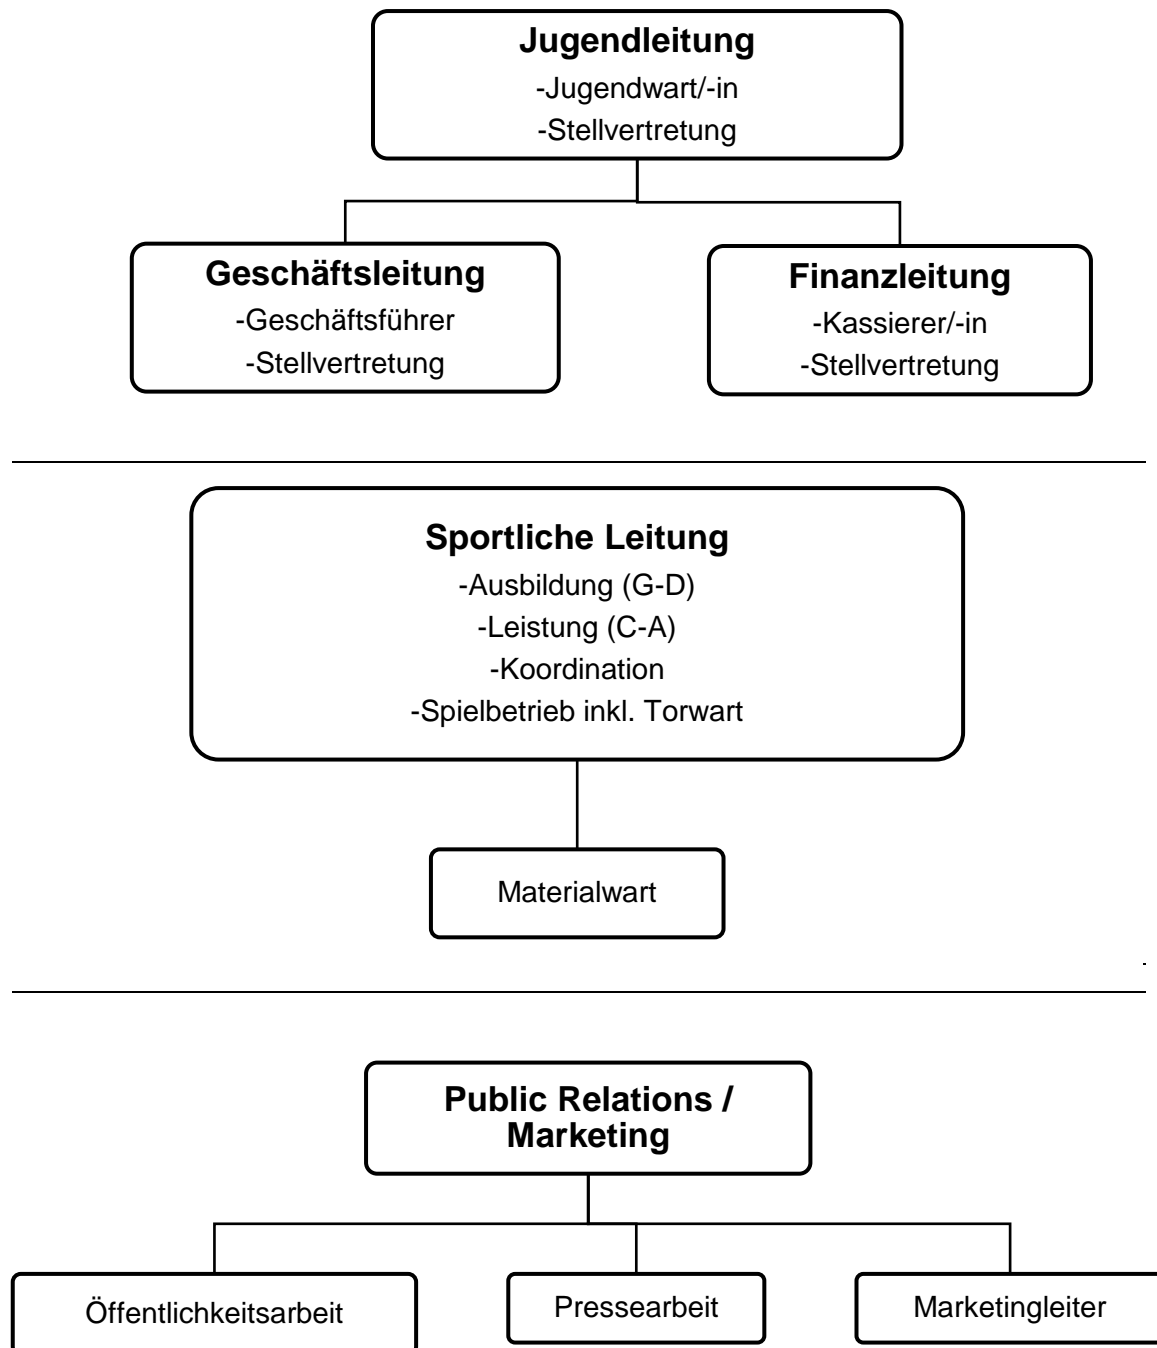 Jugendleitung
-Jugendwart/-in
-Stellvertretung
Geschäftsleitung
-Geschäftsführer
-Stellvertretung
Finanzleitung
-Kassierer/-in
-Stellvertretung
Sportliche Leitung
-Ausbildung (G-D)
-Leistung (C-A)
-Koordination
-Spielbetrieb inkl. Torwart
Materialwart
Public Relations /
Marketing
Öffentlichkeitsarbeit
Pressearbeit
Marketingleiter